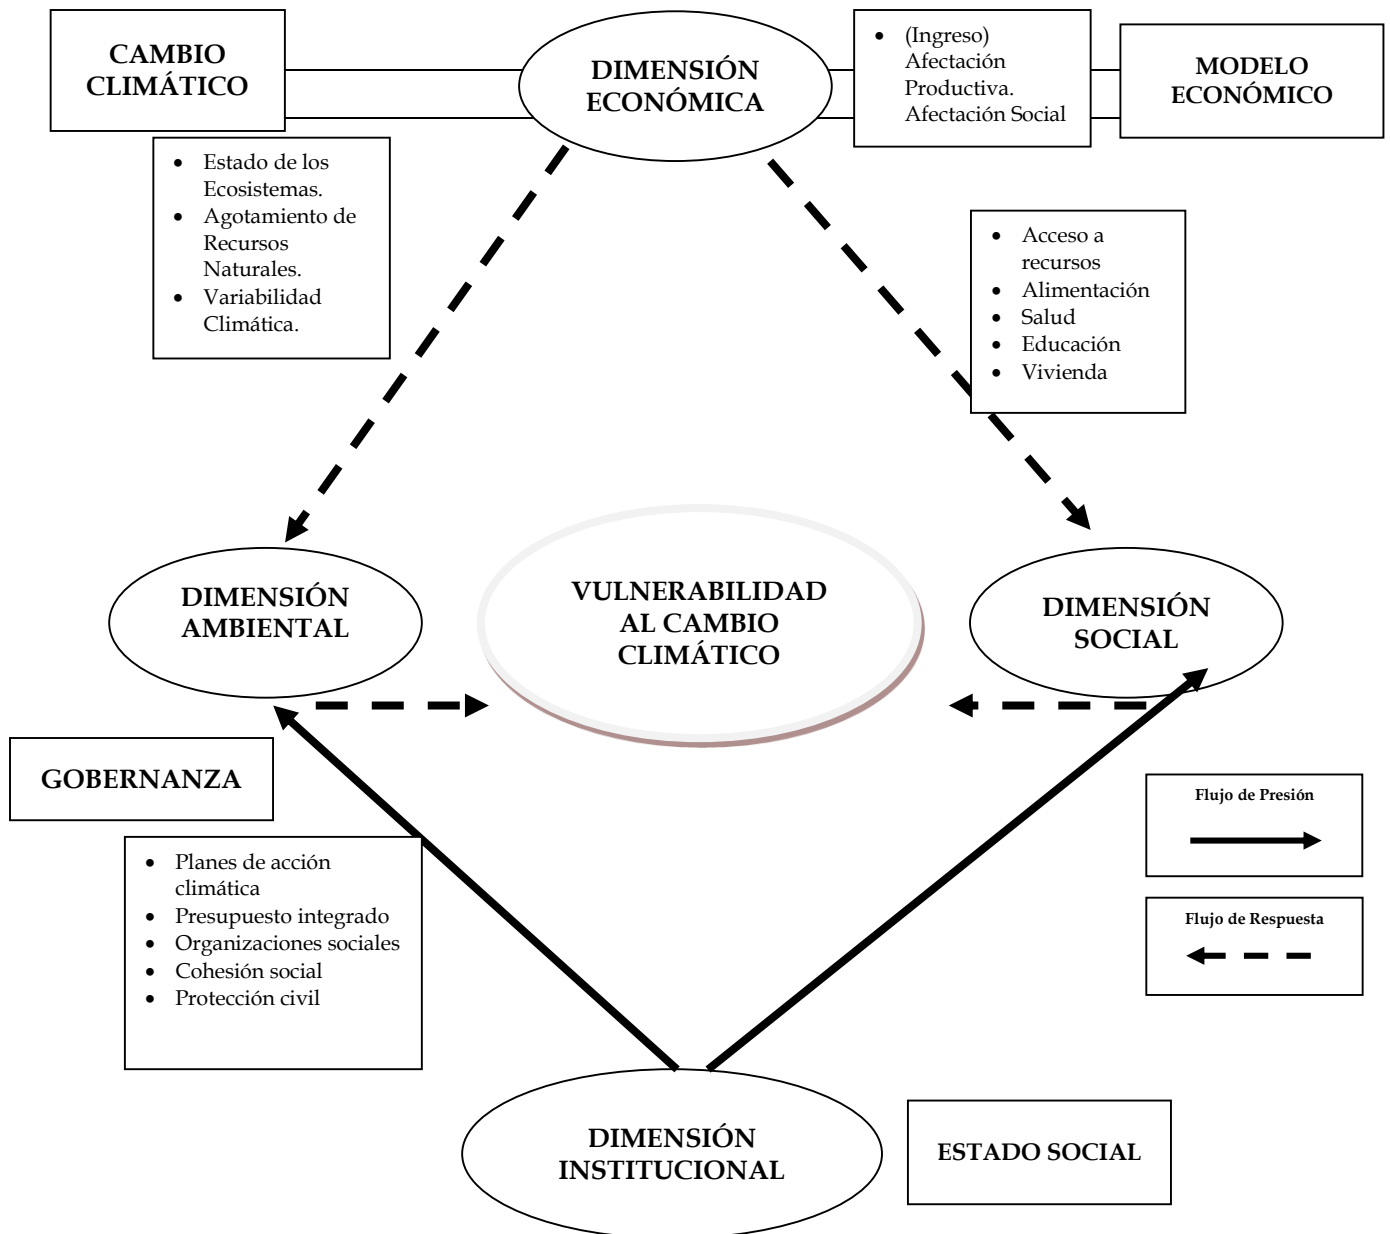 CAMBIO
CLIMÁTICO
DIMENSIÓN
ECONÓMICA
• (Ingreso)
Afectación
Productiva.
Afectación Social
MODELO
ECONÓMICO
• Estado de los
Ecosistemas.
• Agotamiento de
Recursos
Naturales.
• Variabilidad
Climática.
• Acceso a
recursos
• Alimentación
• Salud
• Educación
• Vivienda
DIMENSIÓN
AMBIENTAL
VULNERABILIDAD
AL CAMBIO
CLIMÁTICO
DIMENSIÓN
SOCIAL
GOBERNANZA
• Planes de acción
climática
• Presupuesto integrado
• Organizaciones sociales
• Cohesión social
• Protección civil
Flujo de Presión
Flujo de Respuesta
DIMENSIÓN
INSTITUCIONAL
ESTADO SOCIAL